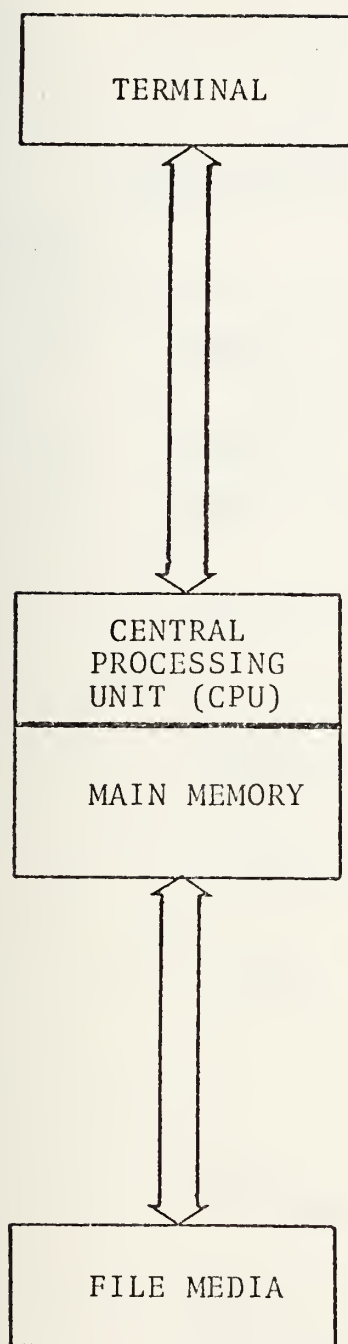 TERMINAL
CENTRAL
PROCESSING
UNIT (CPU)
MAIN MEMORY
FILE MEDIA